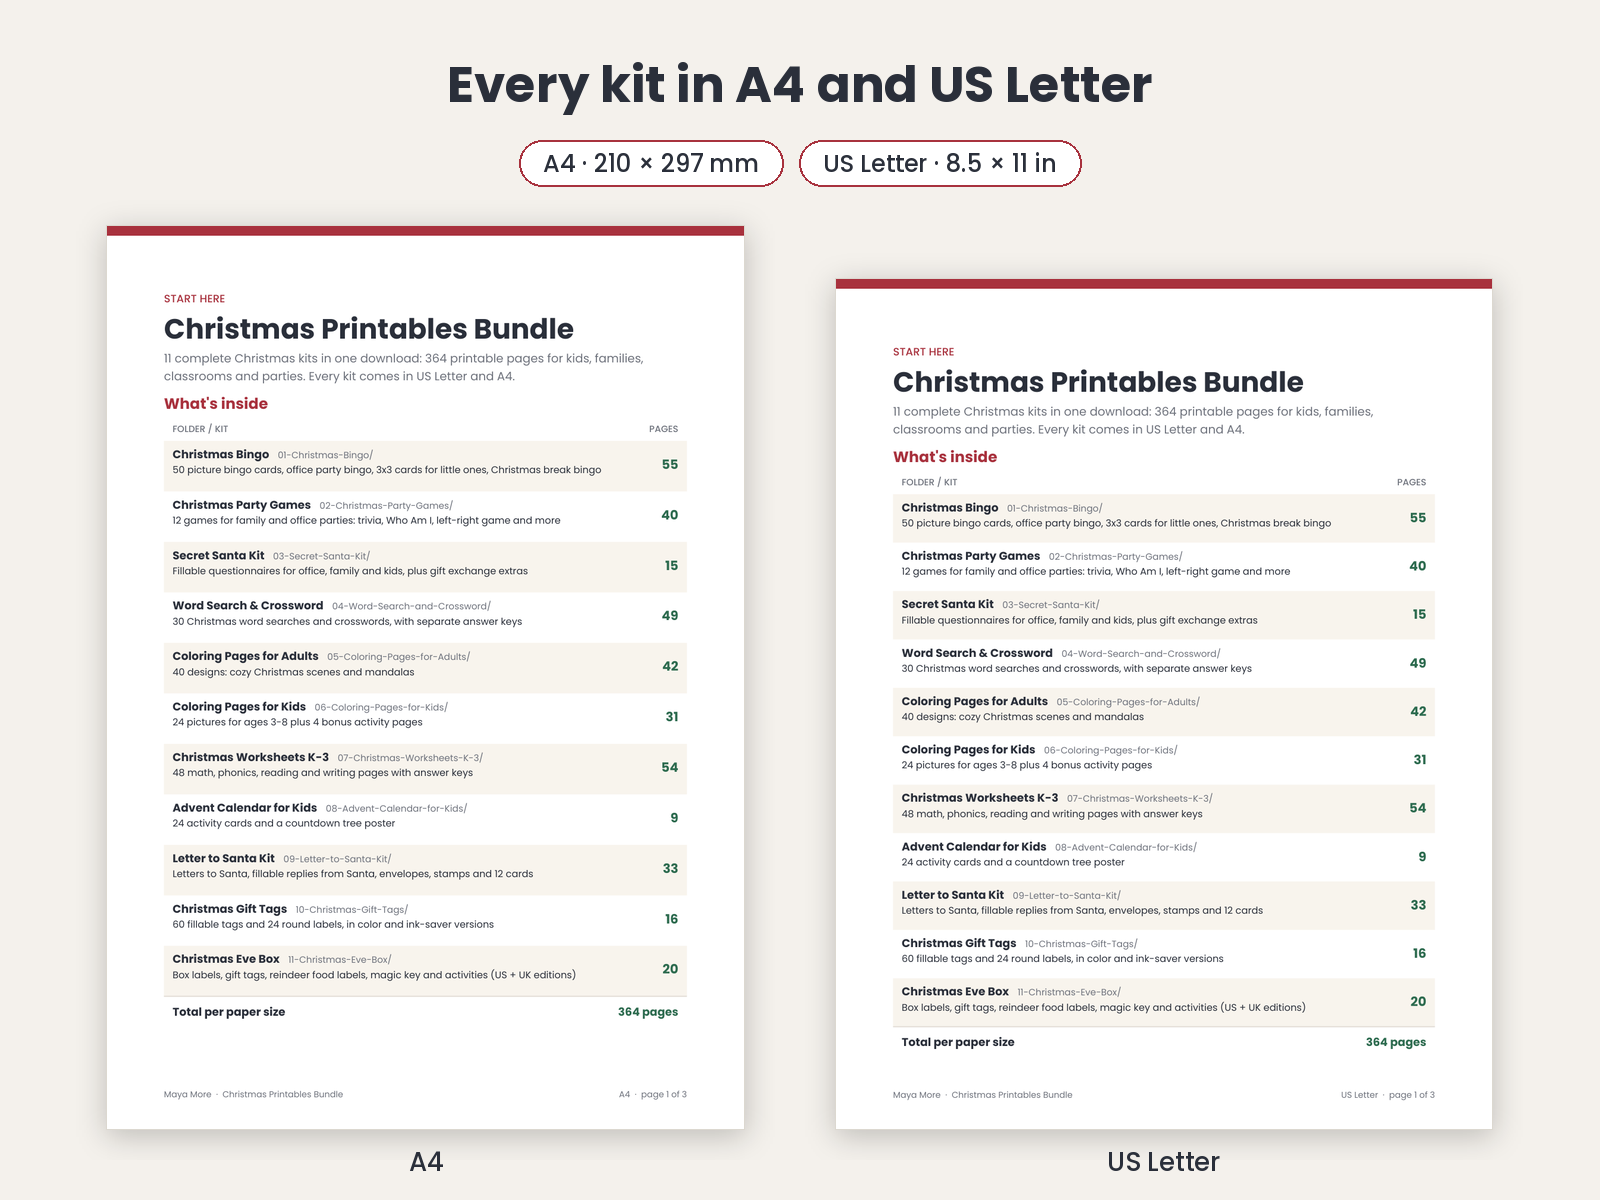 Every kit in A4 and US Letter
A4 · 210 × 297 mm
US Letter · 8.5 × 11 in
START HERE
Christmas Printables Bundle
11 complete Christmas kits in one download: 364 printable pages for kids, families,
classrooms and parties. Every kit comes in US Letter and A4.
What's inside
FOLDER / KIT PAGES
Christmas Bingo 01-Christmas-Bingo/
50 picture bingo cards, office party bingo, 3x3 cards for little ones, Christmas break bingo
55
Christmas Party Games 02-Christmas-Party-Games/
12 games for family and office parties: trivia, Who Am I, left-right game and more
40
Secret Santa Kit 03-Secret-Santa-Kit/
Fillable questionnaires for office, family and kids, plus gift exchange extras
15
Word Search & Crossword 04-Word-Search-and-Crossword/
30 Christmas word searches and crosswords, with separate answer keys
49
Coloring Pages for Adults 05-Coloring-Pages-for-Adults/
40 designs: cozy Christmas scenes and mandalas
42
Coloring Pages for Kids 06-Coloring-Pages-for-Kids/
24 pictures for ages 3-8 plus 4 bonus activity pages
31
Christmas Worksheets K-3 07-Christmas-Worksheets-K-3/
48 math, phonics, reading and writing pages with answer keys
54
Advent Calendar for Kids 08-Advent-Calendar-for-Kids/
24 activity cards and a countdown tree poster
9
Letter to Santa Kit 09-Letter-to-Santa-Kit/
Letters to Santa, fillable replies from Santa, envelopes, stamps and 12 cards
33
Christmas Gift Tags 10-Christmas-Gift-Tags/
60 fillable tags and 24 round labels, in color and ink-saver versions
16
Christmas Eve Box 11-Christmas-Eve-Box/
Box labels, gift tags, reindeer food labels, magic key and activities (US + UK editions)
20
Total per paper size 364 pages
Maya More · Christmas Printables Bundle A4 · page 1 of 3
A4
START HERE
Christmas Printables Bundle
11 complete Christmas kits in one download: 364 printable pages for kids, families,
classrooms and parties. Every kit comes in US Letter and A4.
What's inside
FOLDER / KIT PAGES
Christmas Bingo 01-Christmas-Bingo/
50 picture bingo cards, office party bingo, 3x3 cards for little ones, Christmas break bingo
55
Christmas Party Games 02-Christmas-Party-Games/
12 games for family and office parties: trivia, Who Am I, left-right game and more
40
Secret Santa Kit 03-Secret-Santa-Kit/
Fillable questionnaires for office, family and kids, plus gift exchange extras
15
Word Search & Crossword 04-Word-Search-and-Crossword/
30 Christmas word searches and crosswords, with separate answer keys
49
Coloring Pages for Adults 05-Coloring-Pages-for-Adults/
40 designs: cozy Christmas scenes and mandalas
42
Coloring Pages for Kids 06-Coloring-Pages-for-Kids/
24 pictures for ages 3-8 plus 4 bonus activity pages
31
Christmas Worksheets K-3 07-Christmas-Worksheets-K-3/
48 math, phonics, reading and writing pages with answer keys
54
Advent Calendar for Kids 08-Advent-Calendar-for-Kids/
24 activity cards and a countdown tree poster
9
Letter to Santa Kit 09-Letter-to-Santa-Kit/
Letters to Santa, fillable replies from Santa, envelopes, stamps and 12 cards
33
Christmas Gift Tags 10-Christmas-Gift-Tags/
60 fillable tags and 24 round labels, in color and ink-saver versions
16
Christmas Eve Box 11-Christmas-Eve-Box/
Box labels, gift tags, reindeer food labels, magic key and activities (US + UK editions)
20
Total per paper size 364 pages
Maya More · Christmas Printables Bundle US Letter · page 1 of 3
US Letter